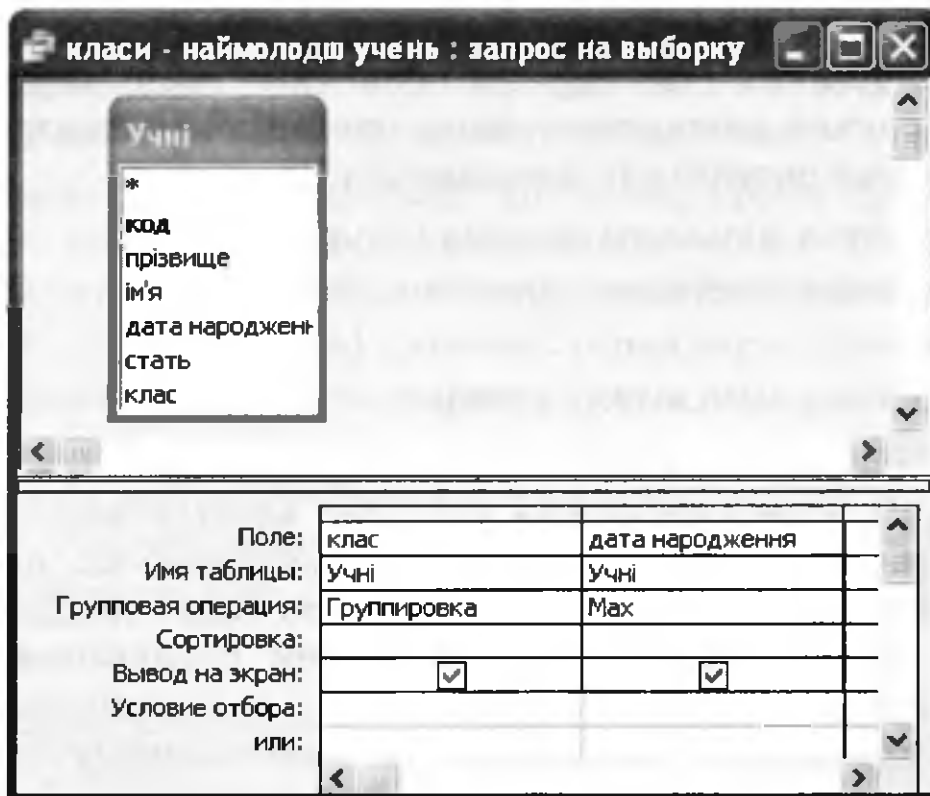 класи - наймолодш учень : запрос на выборку
Учні
*
код
прізвище
ім'я
дата народженн
стать
клас
Поле: клас дата народження
Имя таблицы: Учні Учні
Групповая операция: Группировка Max
Сортировка:
Вывод на экран:
Условие отбора:
или: